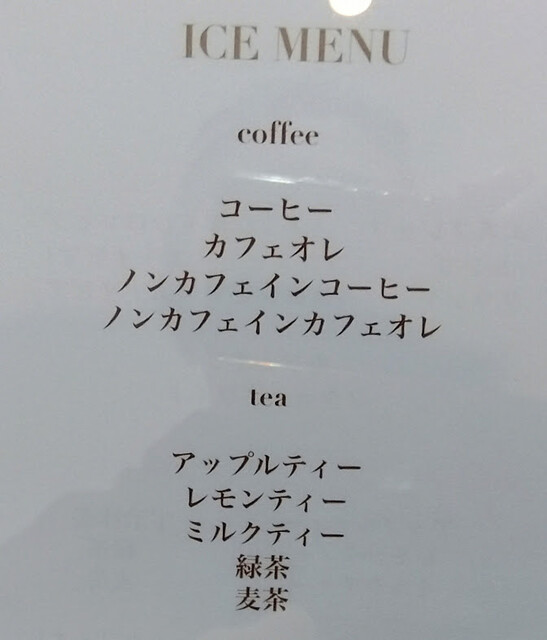 ICE MENU
coffee
コーヒー
カフェオレ
ノンカフェインコーヒー
ノンカフェインカフェオレ
tea
アップルティー
レモンティー
ミルクティー
緑茶
麦茶